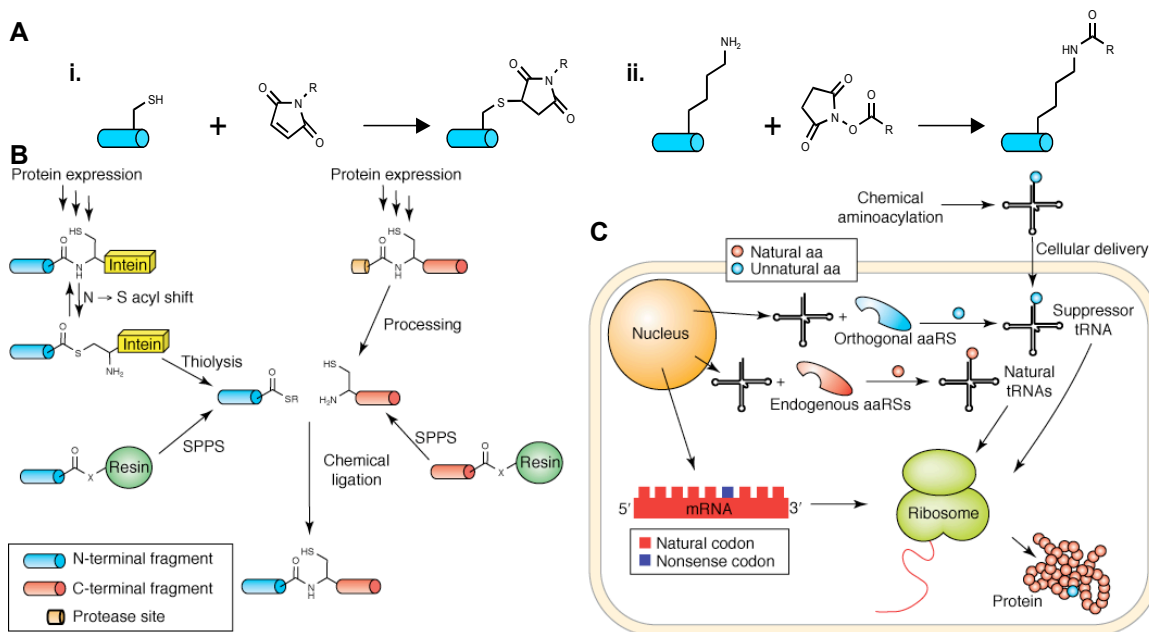 A
i.
SH
+
O
N
R
O
S
O
N
R
O
ii.
NH2
+
O
N
O
O
O
R
O
HN
R
B
Protein expression
HS
O
N
H
Intein
N → S acyl shift
O
S
NH2
Intein
Thiolysis
O
SR
SPPS
O
X
Resin
Protein expression
HS
O
N
H
Processing
HS
H2N
SPPS
O
X
Resin
Chemical
ligation
HS
O
N
H
N-terminal fragment
C-terminal fragment
Protease site
C
Chemical
aminoacylation
Cellular delivery
Natural aa
Unnatural aa
Nucleus
+
Orthogonal aaRS
Suppressor
tRNA
+
Endogenous aaRSs
Natural
tRNAs
5′
mRNA
3′
Ribosome
Natural codon
Nonsense codon
Protein